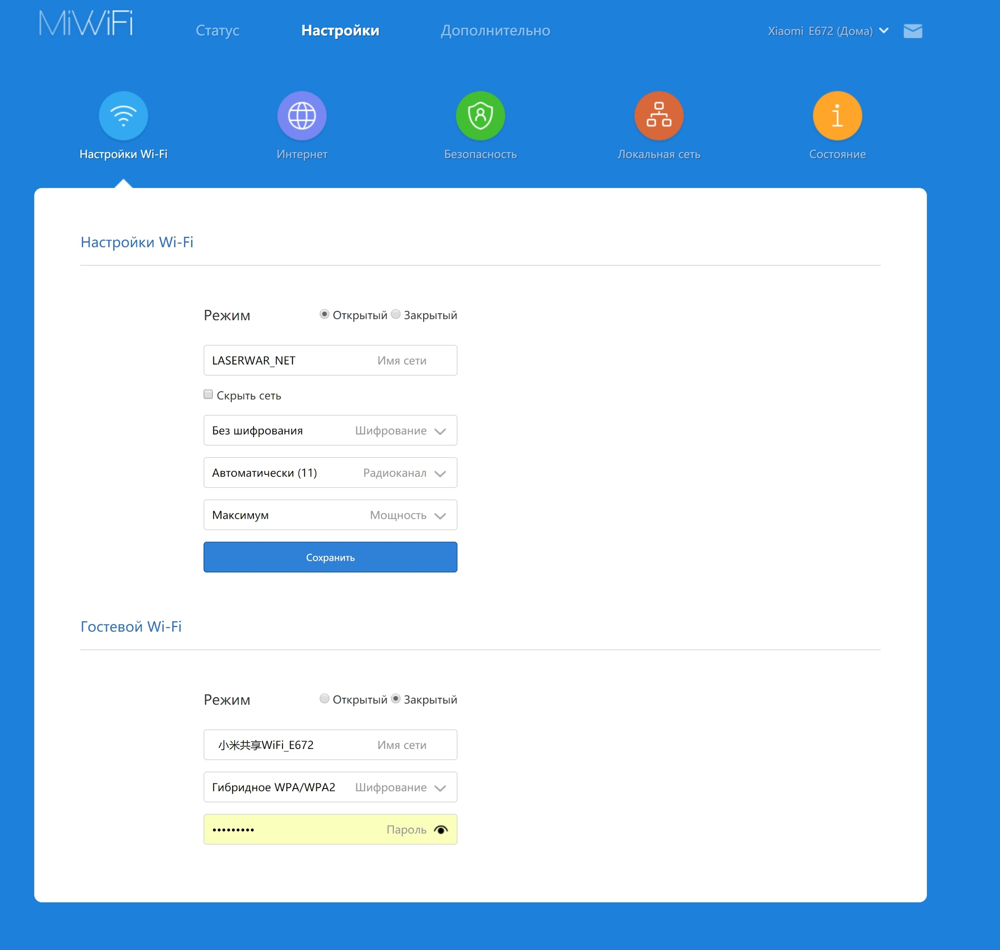 MiWiFi
Статус Настройки Дополнительно Xiaomi E672 (Дома)
Настройки Wi-Fi Интернет Безопасность Локальная сеть Состояние
Настройки Wi-Fi
Режим Открытый Закрытый
LASERWAR_NET Имя сети
Скрыть сеть
Без шифрования Шифрование
Автоматически (11) Радиоканал
Максимум Мощность
Сохранить
Гостевой Wi-Fi
Режим Открытый Закрытый
小米共享WiFi_E672 Имя сети
Гибридное WPA/WPA2 Шифрование
••••••••• Пароль